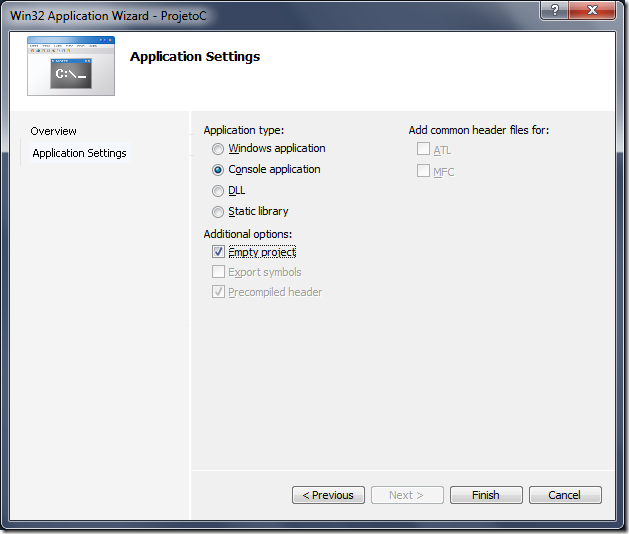 Win32 Application Wizard - ProjetoC
?
C:\_
Application Settings
Overview
Application Settings
Application type:
Windows application
Console application
DLL
Static library
Additional options:
Empty project
Export symbols
Precompiled header
Add common header files for:
ATL
MFC
< Previous
Next >
Finish
Cancel